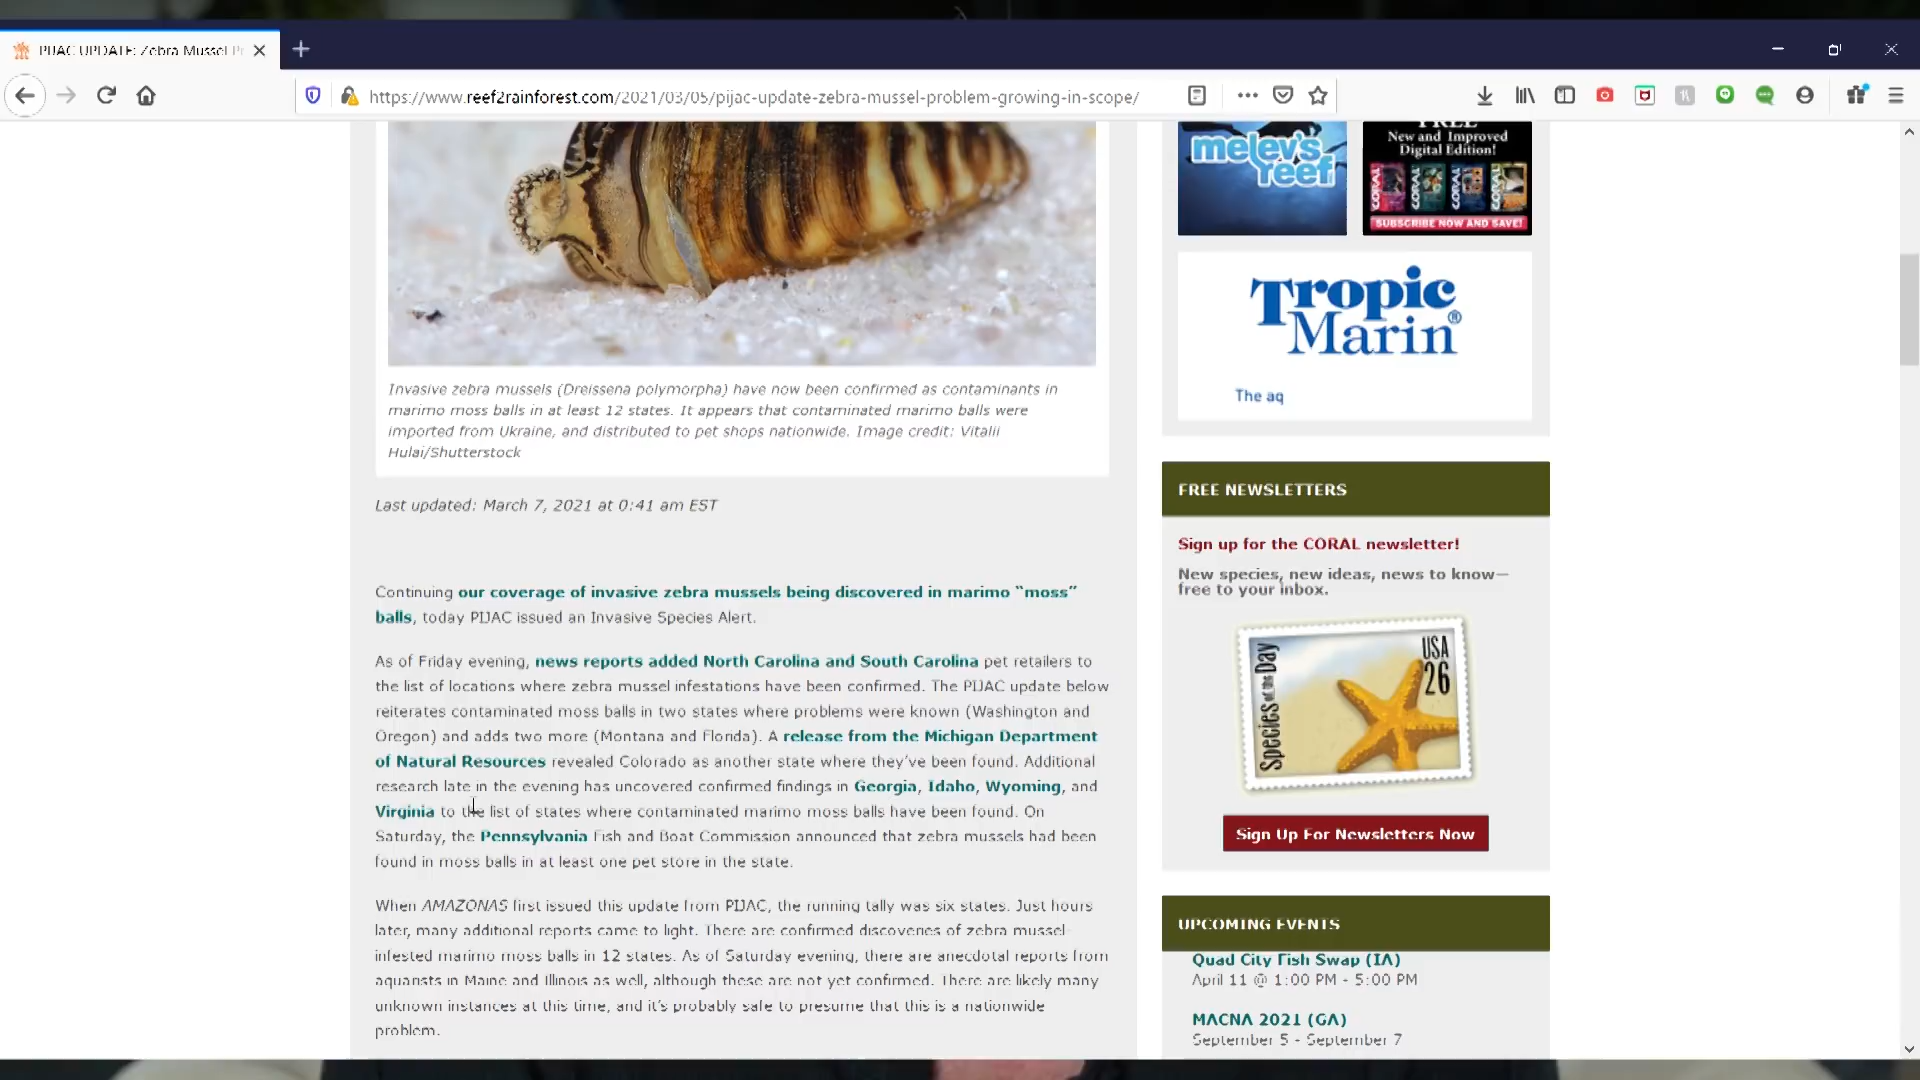 PIJAC UPDATE: Zebra Mussel Pr
https://www.reef2rainforest.com/2021/03/05/pijac-update-zebra-mussel-problem-growing-in-scope/
melev's
reef
FREE
New and Improved
Digital Edition!
CORAL
CORAL
CORAL
CORAL
SUBSCRIBE NOW AND SAVE!
Tropic
Marin®
The aq
Invasive zebra mussels (Dreissena polymorpha) have now been confirmed as contaminants in
marimo moss balls in at least 12 states. It appears that contaminated marimo balls were
imported from Ukraine, and distributed to pet shops nationwide. Image credit: Vitalii
Hulai/Shutterstock
Last updated: March 7, 2021 at 0:41 am EST
Continuing our coverage of invasive zebra mussels being discovered in marimo “moss”
balls, today PIJAC issued an Invasive Species Alert.
As of Friday evening, news reports added North Carolina and South Carolina pet retailers to
the list of locations where zebra mussel infestations have been confirmed. The PIJAC update below
reiterates contaminated moss balls in two states where problems were known (Washington and
Oregon) and adds two more (Montana and Florida). A release from the Michigan Department
of Natural Resources revealed Colorado as another state where they’ve been found. Additional
research late in the evening has uncovered confirmed findings in Georgia, Idaho, Wyoming, and
Virginia to the list of states where contaminated marimo moss balls have been found. On
Saturday, the Pennsylvania Fish and Boat Commission announced that zebra mussels had been
found in moss balls in at least one pet store in the state.
When AMAZONAS first issued this update from PIJAC, the running tally was six states. Just hours
later, many additional reports came to light. There are confirmed discoveries of zebra mussel-
infested marimo moss balls in 12 states. As of Saturday evening, there are anecdotal reports from
aquarists in Maine and Illinois as well, although these are not yet confirmed. There are likely many
unknown instances at this time, and it’s probably safe to presume that this is a nationwide
problem.
FREE NEWSLETTERS
Sign up for the CORAL newsletter!
New species, new ideas, news to know—
free to your inbox.
Species of the Day
USA
26
Sign Up For Newsletters Now
UPCOMING EVENTS
Quad City Fish Swap (IA)
April 11 @ 1:00 PM - 5:00 PM
MACNA 2021 (GA)
September 5 - September 7